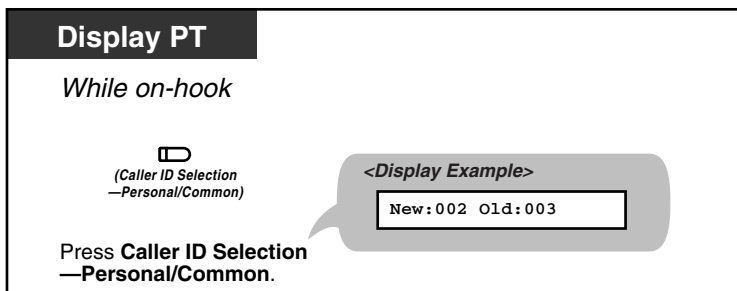 Display PT
While on-hook
(Caller ID Selection
—Personal/Common)
<Display Example>
New:002 Old:003
Press Caller ID Selection
—Personal/Common.